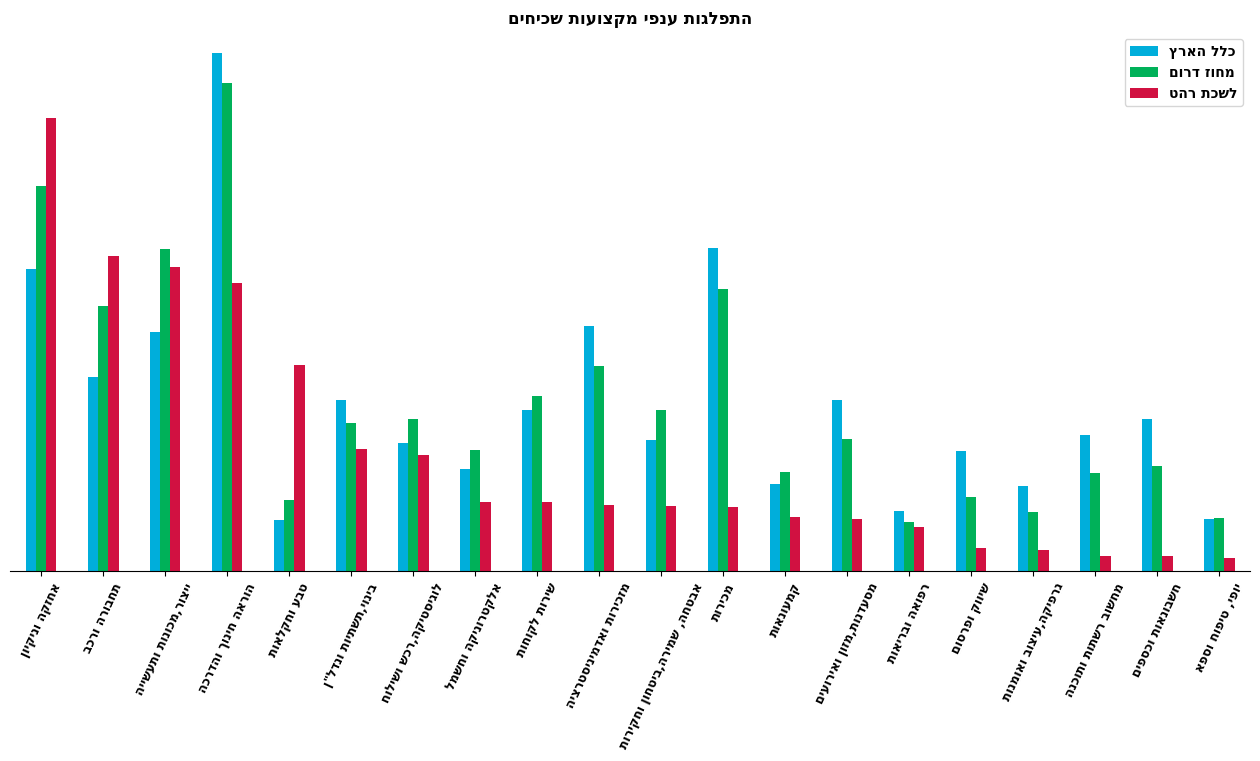 התפלגות ענפי מקצועות שכיחים
כלל הארץ
מחוז דרום
לשכת רהט
אחזקה וניקיון
תחבורה ורכב
ייצור,מכונות ותעשייה
הוראה חינוך והדרכה
טבע וחקלאות
בינוי,תשתיות ונדל"ן
לוגיסטיקה,רכש ושילוח
אלקטרוניקה וחשמל
שירות לקוחות
מזכירות ואדמיניסטרציה
אבטחה, שמירה,ביטחון וחקירות
מכירות
קמעונאות
מסעדנות,מזון ואירועים
רפואה ובריאות
שיווק ופרסום
גרפיקה,עיצוב ואומנות
מחשוב רשתות ותוכנה
חשבונאות וכספים
יופי, טיפוח וספא